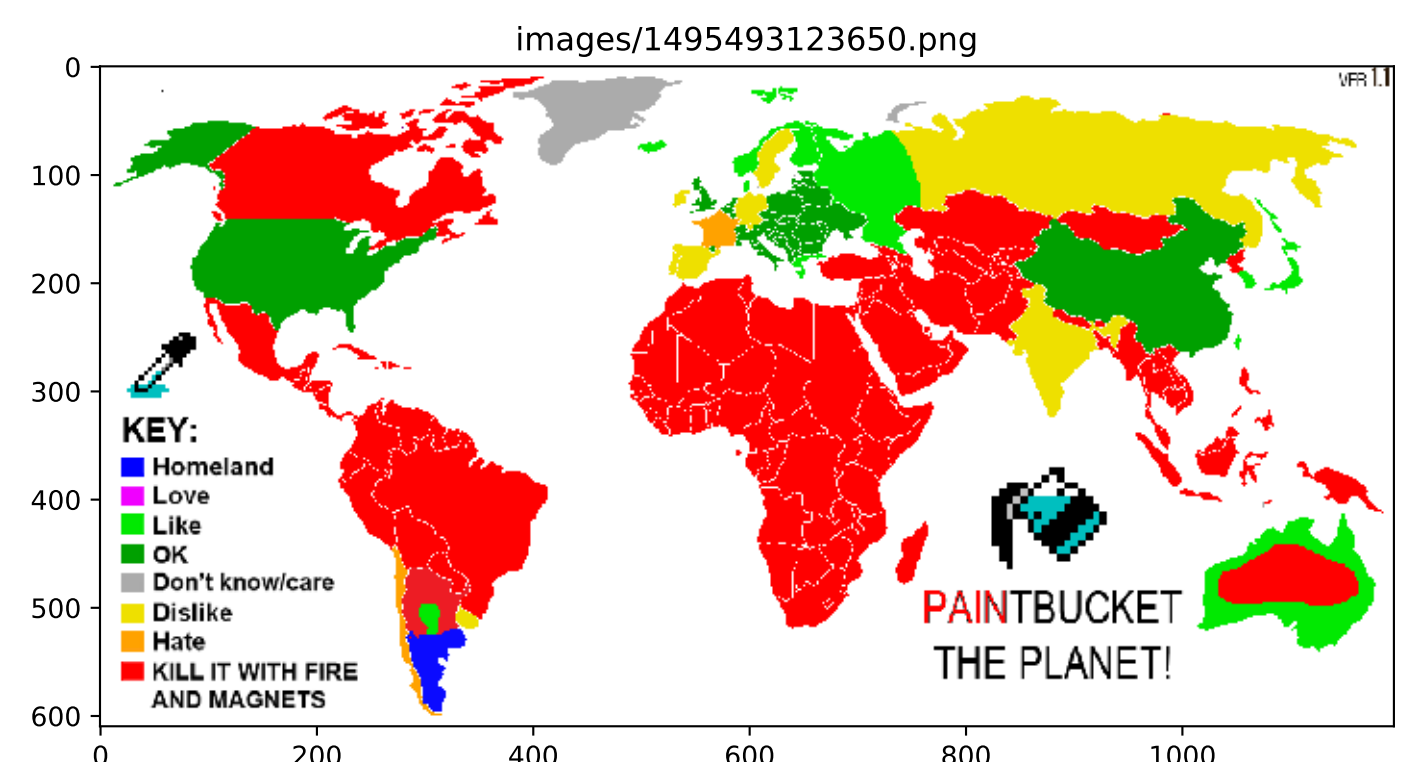 images/1495493123650.png
VER 1.1
0
100
200
300
400
500
600
KEY:
Homeland
Love
Like
OK
Don't know/care
Dislike
Hate
KILL IT WITH FIRE
AND MAGNETS
PAINTBUCKET
THE PLANET!
0
200
400
600
800
1000